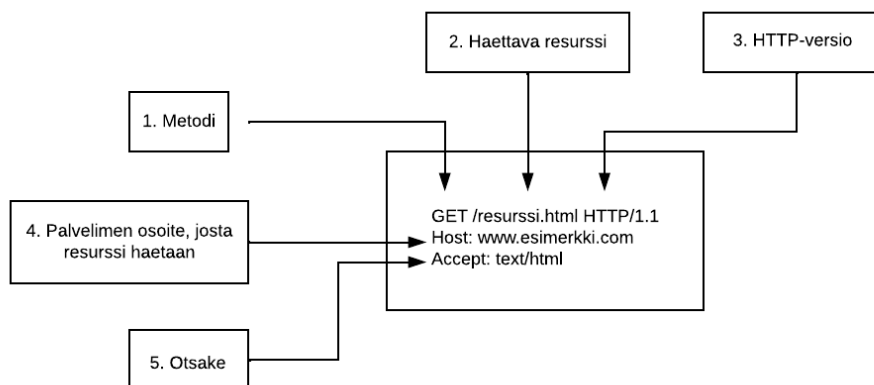 2. Haettava resurssi
3. HTTP-versio
1. Metodi
GET /resurssi.html HTTP/1.1
Host: www.esimerkki.com
Accept: text/html
4. Palvelimen osoite, josta
resurssi haetaan
5. Otsake